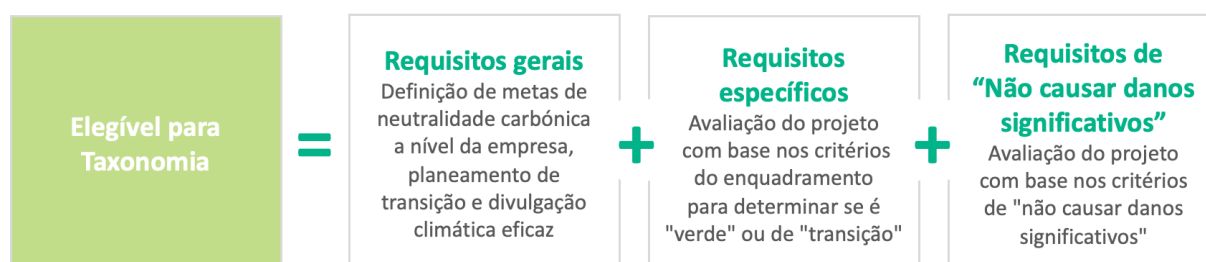 Elegível para
Taxonomia
=
Requisitos gerais
Definição de metas de
neutralidade carbónica
a nível da empresa,
planeamento de
transição e divulgação
climática eficaz
+
Requisitos
específicos
Avaliação do projeto
com base nos critérios
do enquadramento
para determinar se é
"verde" ou de "transição"
+
Requisitos de
“Não causar danos
significativos”
Avaliação do projeto
com base nos critérios
de "não causar danos
significativos"